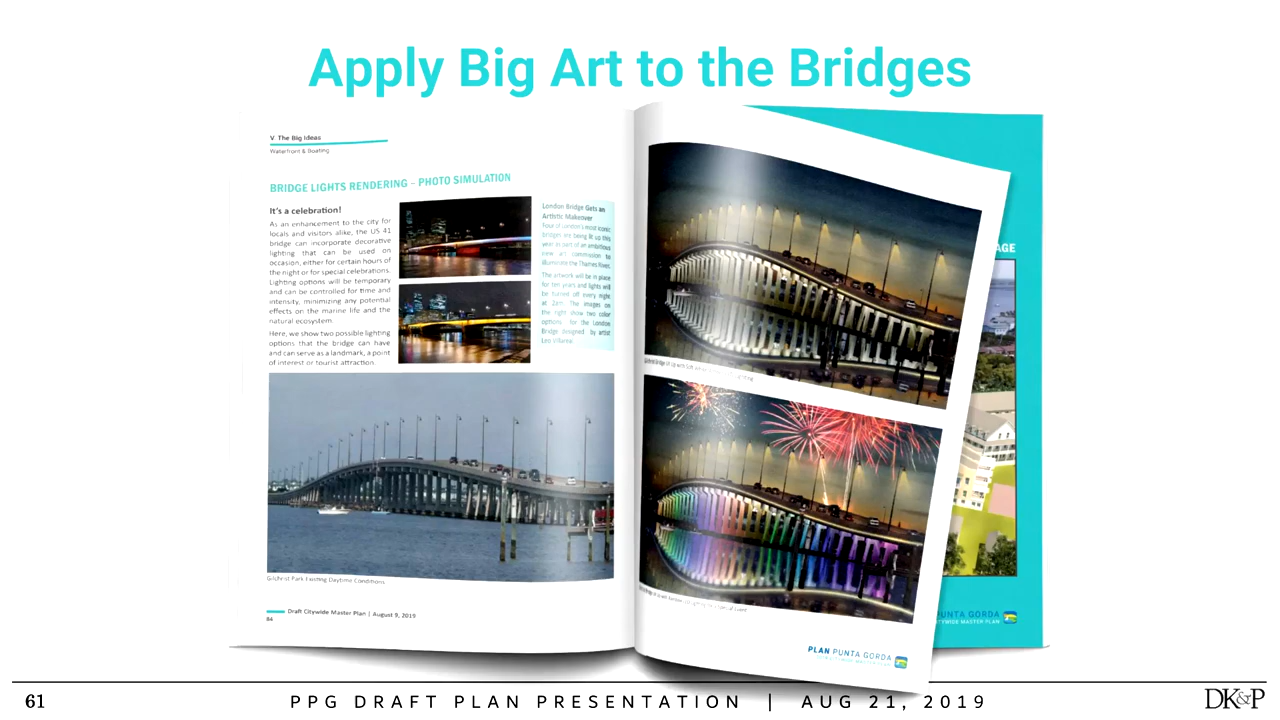 Apply Big Art to the Bridges
V The Big Ideas
Waterfront & Boating
BRIDGE LIGHTS RENDERING – PHOTO SIMULATION
It's a celebration!
As an enhancement to the city for
locals and visitors alike, the US 41
bridge can incorporate decorative
lighting that can be used on
occasion, either for certain hours of
the night or for special celebrations.
Lighting options will be temporary
and can be controlled for time and
intensity, minimizing any potential
effects on the marine life and the
natural ecosystem.
Here, we show two possible lighting
options that the bridge can have
and can serve as a landmark, a point
of interest or tourist attraction.
London Bridge Gets an
Artistic Makeover
Four of London's most iconic
bridges are being lit up this
year as part of an ambitious
new art commission to
illuminate the Thames River.
The artwork will be in place
for ten years and lights will
be turned off every night
at 2am. The images on
the right show two color
options for the London
Bridge designed by artist
Leo Villareal.
Gilchrist Park Existing Daytime Conditions
Draft Citywide Master Plan | August 9, 2019
84
AGE
PLAN PUNTA GORDA
PUNTA GORDA
CITYWIDE MASTER PLAN
61
PPG DRAFT PLAN PRESENTATION | AUG 21, 2019
DK&P